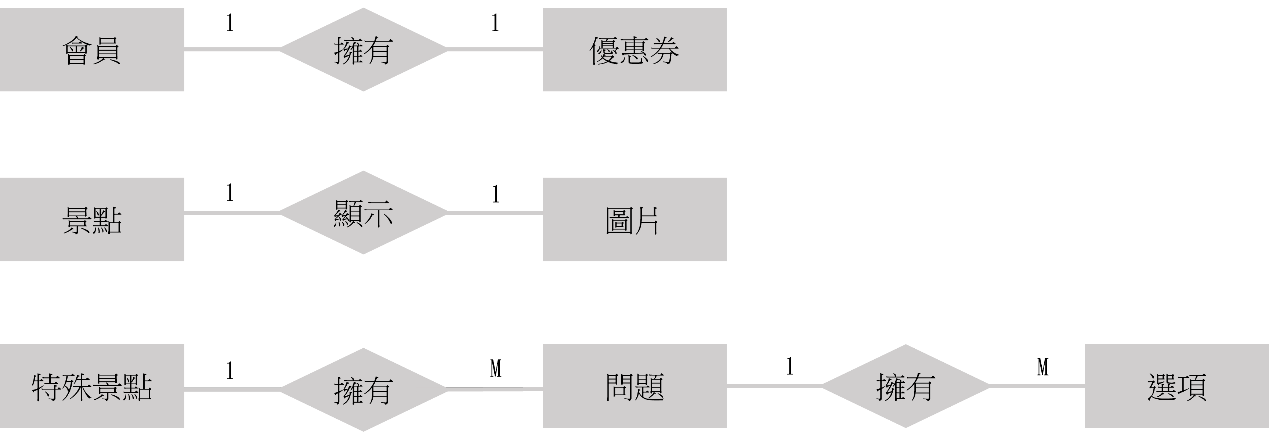 會員 1 擁有 1 優惠券
景點 1 顯示 1 圖片
特殊景點 1 擁有 M 問題 1 擁有 M 選項